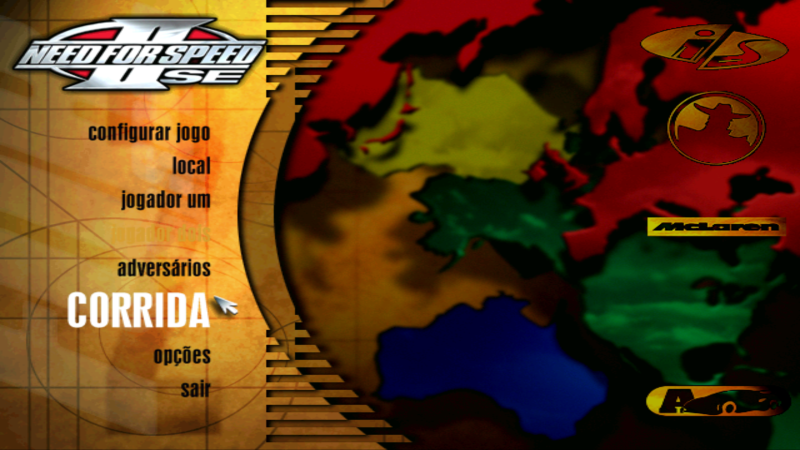 NEED FOR SPEED
II
SE
configurar jogo
local
jogador um
adversários
CORRIDA
opções
sair
McLaren